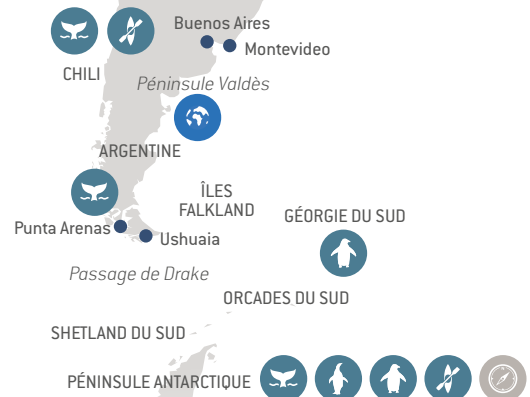 Buenos Aires
Montevideo
CHILI
Péninsule Valdès
ARGENTINE
ÎLES
FALKLAND
GÉORGIE DU SUD
Punta Arenas
Ushuaia
Passage de Drake
ORCADES DU SUD
SHETLAND DU SUD
PÉNINSULE ANTARCTIQUE